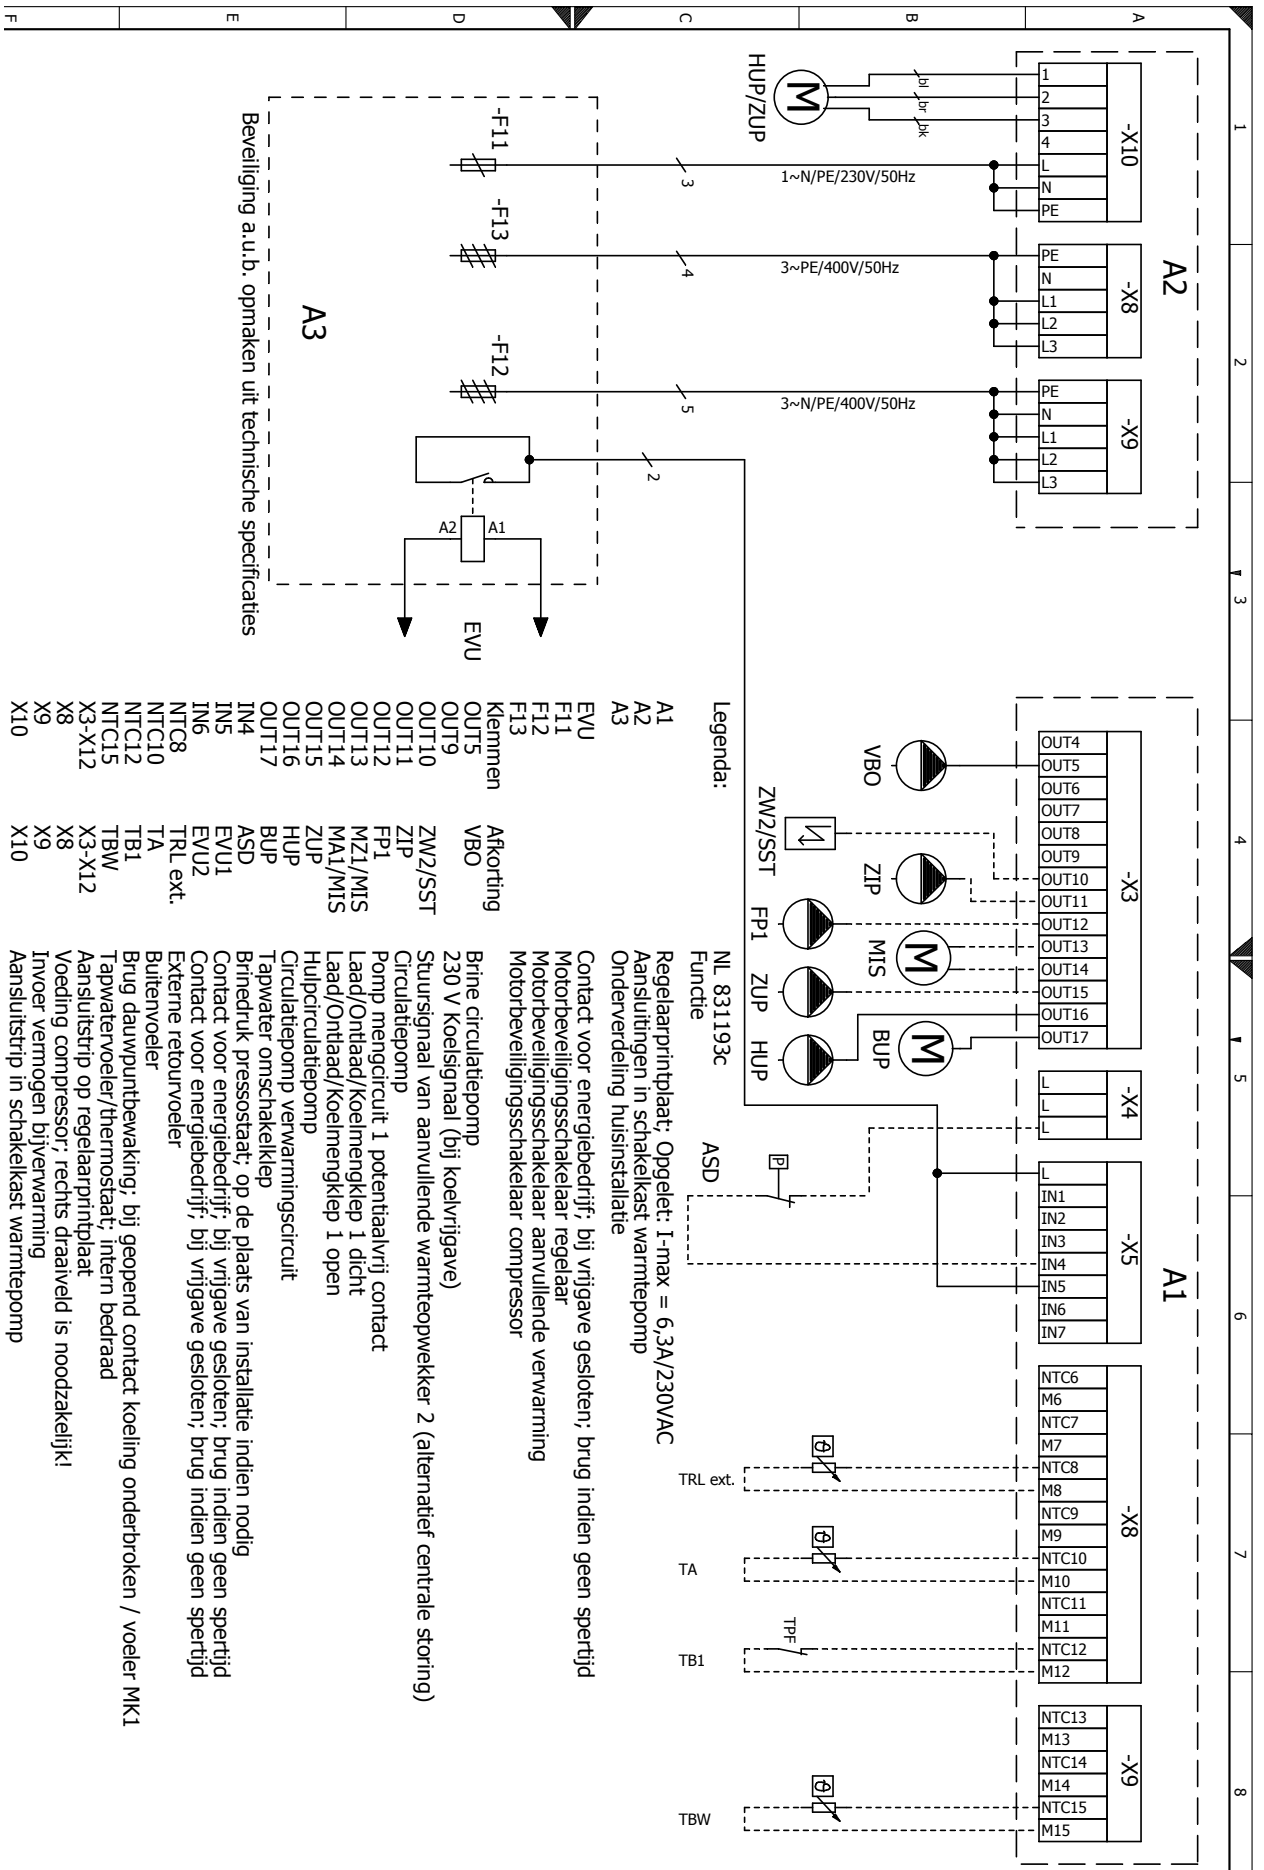 A
B
C
D
E
F
1
2
3
4
5
6
7
8
A2
-X10
1
2
3
4
L
N
PE
-X8
PE
N
L1
L2
L3
-X9
PE
N
L1
L2
L3
bl
br
bk
HUP/ZUP
M
1~N/PE/230V/50Hz
3~PE/400V/50Hz
3~N/PE/400V/50Hz
3
4
5
2
-F11
-F13
-F12
A3
A1
A2
EVU
Beveiliging a.u.b. opmaken uit technische specificaties
A1
-X3
OUT4
OUT5
OUT6
OUT7
OUT8
OUT9
OUT10
OUT11
OUT12
OUT13
OUT14
OUT15
OUT16
OUT17
-X4
L
L
L
-X5
L
IN1
IN2
IN3
IN4
IN5
IN6
IN7
-X8
NTC6
M6
NTC7
M7
NTC8
M8
NTC9
M9
NTC10
M10
NTC11
M11
NTC12
M12
-X9
NTC13
M13
NTC14
M14
NTC15
M15
VBO
ZW2/SST
ZIP
FP1
MIS
M
ZUP
HUP
BUP
M
ASD
P
TRL ext.
ϑ
TA
ϑ
TPF
TB1
TBW
ϑ
Legenda: NL 831193c
Functie
A1 Regelaarprintplaat; Opgelet: I-max = 6,3A/230VAC
A2 Aansluitingen in schakelkast warmtepomp
A3 Onderverdeling huisinstallatie
EVU Contact voor energiebedrijf; bij vrijgave gesloten; brug indien geen spertijd
F11 Motorbeveiligingsschakelaar regelaar
F12 Motorbeveiligingsschakelaar aanvullende verwarming
F13 Motorbeveiligingsschakelaar compressor
Klemmen Afkorting
OUT5 VBO Brine circulatiepomp
OUT9 230 V Koelsignaal (bij koelvrijgave)
OUT10 ZW2/SST Stuursignaal van aanvullende warmteopwekker 2 (alternatief centrale storing)
OUT11 ZIP Circulatiepomp
OUT12 FP1 Pomp mengcircuit 1 potentiaalvrij contact
OUT13 MZ1/MIS Laad/Ontlaad/Koelmengklep 1 dicht
OUT14 MA1/MIS Laad/Ontlaad/Koelmengklep 1 open
OUT15 ZUP Hulpcirculatiepomp
OUT16 HUP Circulatiepomp verwarmingscircuit
OUT17 BUP Tapwater omschakelklep
IN4 ASD Brinedruk pressostaat; op de plaats van installatie indien nodig
IN5 EVU1 Contact voor energiebedrijf; bij vrijgave gesloten; brug indien geen spertijd
IN6 EVU2 Contact voor energiebedrijf; bij vrijgave gesloten; brug indien geen spertijd
NTC8 TRL ext. Externe retourvoeler
NTC10 TA Buitenvoeler
NTC12 TB1 Brug dauwpuntbewaking; bij geopend contact koeling onderbroken / voeler MK1
NTC15 TBW Tapwatervoeler/thermostaat; intern bedraad
X3-X12 X3-X12 Aansluitstrip op regelaarprintplaat
X8 X8 Voeding compressor; rechts draaiveld is noodzakelijk!
X9 X9 Invoer vermogen bijverwarming
X10 X10 Aansluitstrip in schakelkast warmtepomp